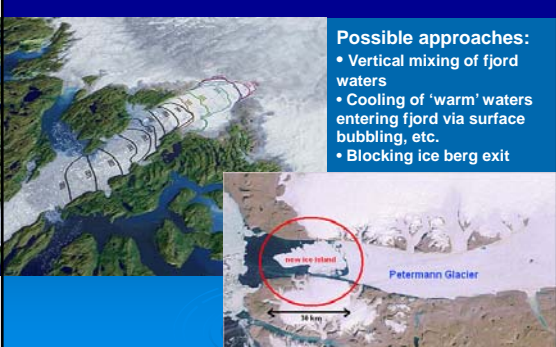 Possible approaches:
• Vertical mixing of fjord
waters
• Cooling of ‘warm’ waters
entering fjord via surface
bubbling, etc.
• Blocking ice berg exit
new ice island
Petermann Glacier
30 km